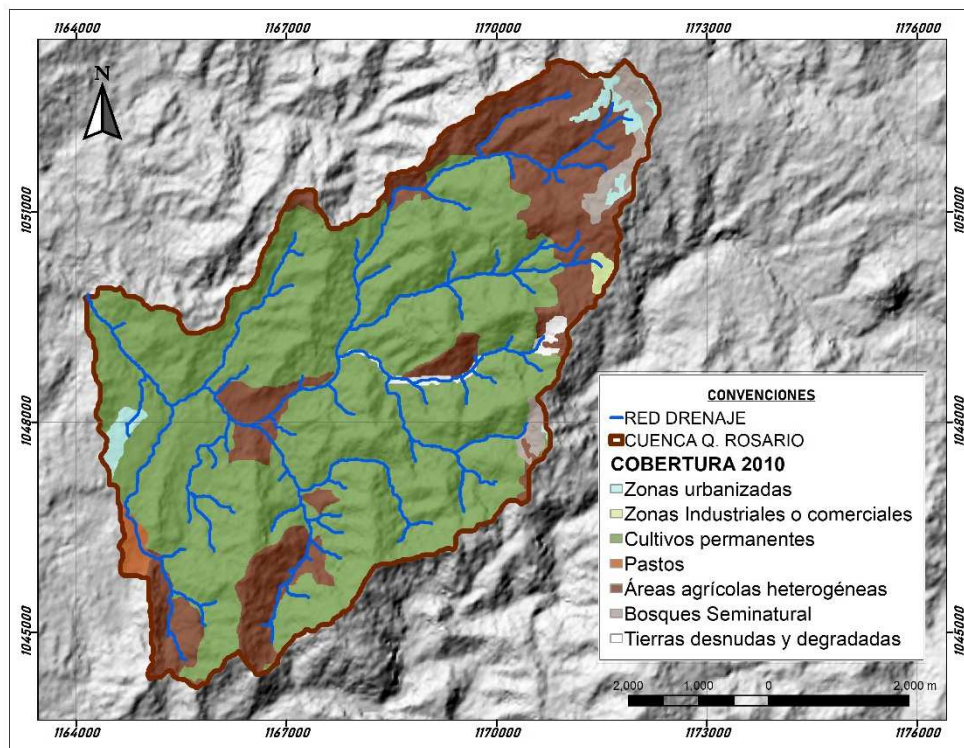 1164000 1167000 1170000 1173000 1176000
N
1051000 1051000
1048000 1048000
1045000 1045000
CONVENCIONES
RED DRENAJE
CUENCA Q. ROSARIO
COBERTURA 2010
Zonas urbanizadas
Zonas Industriales o comerciales
Cultivos permanentes
Pastos
Áreas agrícolas heterogéneas
Bosques Seminatural
Tierras desnudas y degradadas
2,000 1,000 0 2,000 m
1164000 1167000 1170000 1173000 1176000